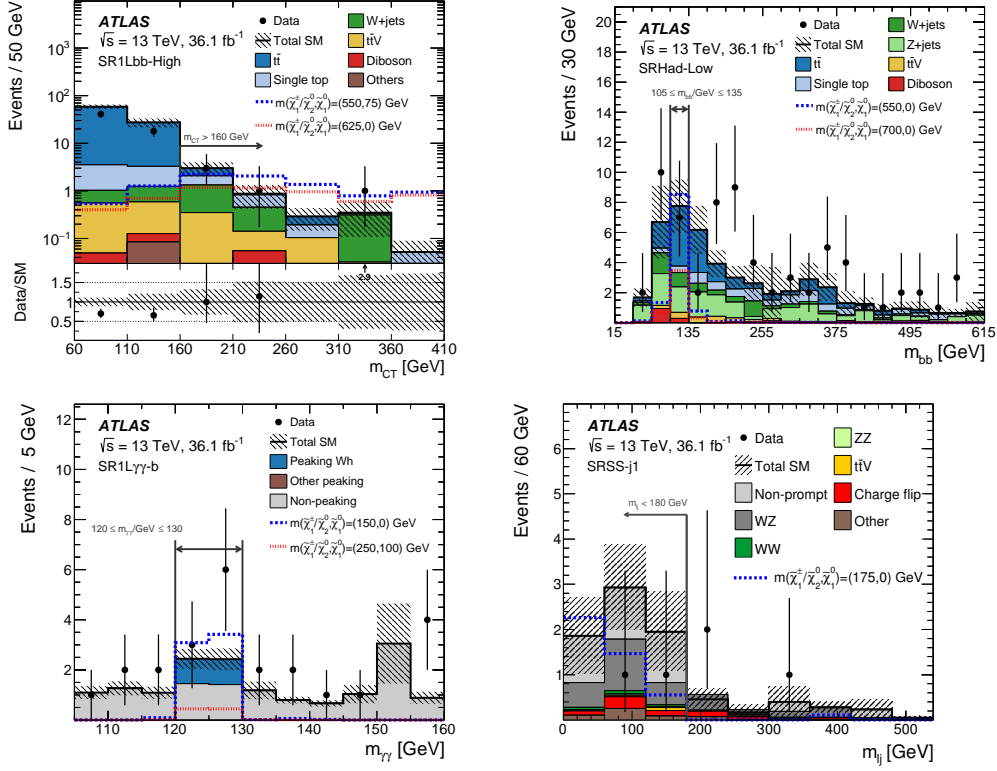 ATLAS
√s = 13 TeV, 36.1 fb⁻¹
SR1Lbb-High
Data
Total SM
tt̄
Single top
W+jets
tt̄V
Diboson
Others
m(χ̃₁±/χ̃₂⁰,χ̃₁⁰)=(550,75) GeV
m(χ̃₁±/χ̃₂⁰,χ̃₁⁰)=(625,0) GeV
m_CT > 160 GeV
Events / 50 GeV
10³
10²
10
1
10⁻¹
2.9
Data/SM
1.5
1
0.5
60 110 160 210 260 310 360 410
m_CT [GeV]
ATLAS
√s = 13 TeV, 36.1 fb⁻¹
SRHad-Low
105 ≤ m_bb/GeV ≤ 135
Data
Total SM
tt̄
Single top
W+jets
Z+jets
tt̄V
Diboson
m(χ̃₁±/χ̃₂⁰,χ̃₁⁰)=(550,0) GeV
m(χ̃₁±/χ̃₂⁰,χ̃₁⁰)=(700,0) GeV
Events / 30 GeV
20
18
16
14
12
10
8
6
4
2
0
15 135 255 375 495 615
m_bb [GeV]
ATLAS
√s = 13 TeV, 36.1 fb⁻¹
SR1Lγγ-b
120 ≤ m_γγ/GeV ≤ 130
Data
Total SM
Peaking Wh
Other peaking
Non-peaking
m(χ̃₁±/χ̃₂⁰,χ̃₁⁰)=(150,0) GeV
m(χ̃₁±/χ̃₂⁰,χ̃₁⁰)=(250,100) GeV
Events / 5 GeV
12
10
8
6
4
2
0
110 120 130 140 150 160
m_γγ [GeV]
ATLAS
√s = 13 TeV, 36.1 fb⁻¹
SRSS-j1
m_lj < 180 GeV
Data
Total SM
Non-prompt
WZ
WW
ZZ
tt̄V
Charge flip
Other
m(χ̃₁±/χ̃₂⁰,χ̃₁⁰)=(175,0) GeV
Events / 60 GeV
7
6
5
4
3
2
1
0
0 100 200 300 400 500
m_lj [GeV]